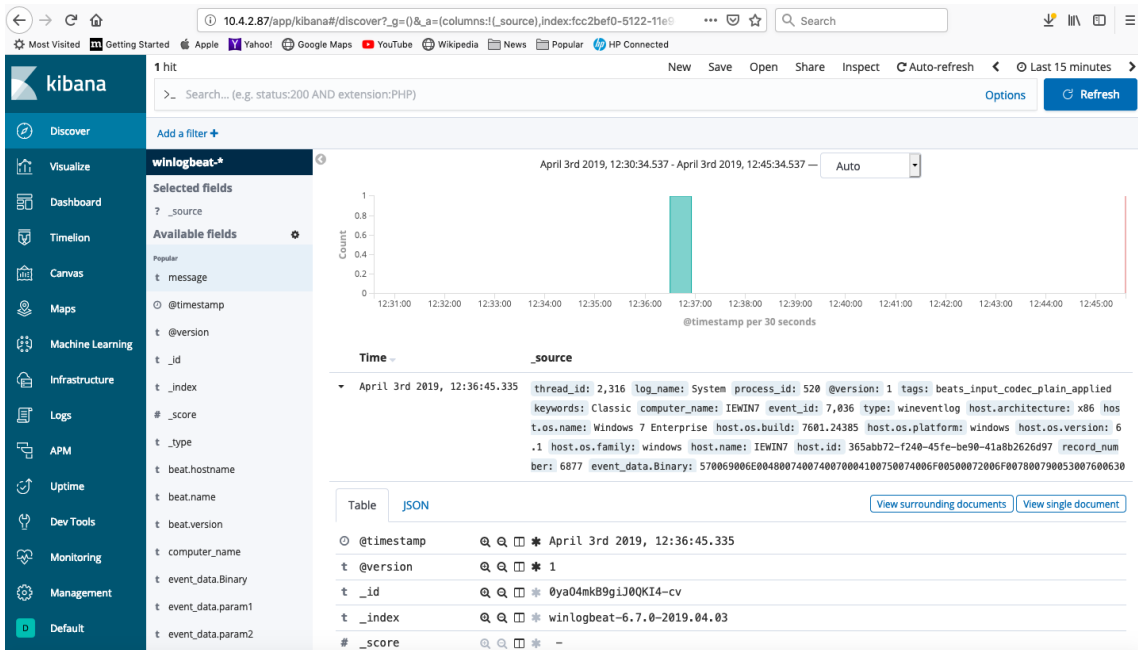 10.4.2.87/app/kibana#/discover?_g=()&_a=(columns:!(_source),index:fcc2bef0-5122-11e9
Search
Most Visited Getting Started Apple Yahoo! Google Maps YouTube Wikipedia News Popular HP Connected
kibana
Discover
Visualize
Dashboard
Timelion
Canvas
Maps
Machine Learning
Infrastructure
Logs
APM
Uptime
Dev Tools
Monitoring
Management
D Default
1 hit
New Save Open Share Inspect Auto-refresh Last 15 minutes
>_ Search... (e.g. status:200 AND extension:PHP)
Options
Refresh
Add a filter +
winlogbeat-*
Selected fields
? _source
Available fields
Popular
t message
@timestamp
t @version
t _id
t _index
# _score
t _type
t beat.hostname
t beat.name
t beat.version
t computer_name
t event_data.Binary
t event_data.param1
t event_data.param2
April 3rd 2019, 12:30:34.537 - April 3rd 2019, 12:45:34.537 — Auto
Count
1
0.8
0.6
0.4
0.2
0
12:31:00 12:32:00 12:33:00 12:34:00 12:35:00 12:36:00 12:37:00 12:38:00 12:39:00 12:40:00 12:41:00 12:42:00 12:43:00 12:44:00 12:45:00
@timestamp per 30 seconds
Time _source
April 3rd 2019, 12:36:45.335 thread_id: 2,316 log_name: System process_id: 520 @version: 1 tags: beats_input_codec_plain_applied
keywords: Classic computer_name: IEWIN7 event_id: 7,036 type: wineventlog host.architecture: x86 hos
t.os.name: Windows 7 Enterprise host.os.build: 7601.24385 host.os.platform: windows host.os.version: 6
.1 host.os.family: windows host.name: IEWIN7 host.id: 365abb72-f240-45fe-be90-41a8b2626d97 record_num
ber: 6877 event_data.Binary: 570069006E0048007400740070004100750074006F00500072006F007800790053007600630
Table JSON
View surrounding documents View single document
@timestamp April 3rd 2019, 12:36:45.335
t @version 1
t _id 0yaO4mkB9giJ0QKI4-cv
t _index winlogbeat-6.7.0-2019.04.03
# _score -